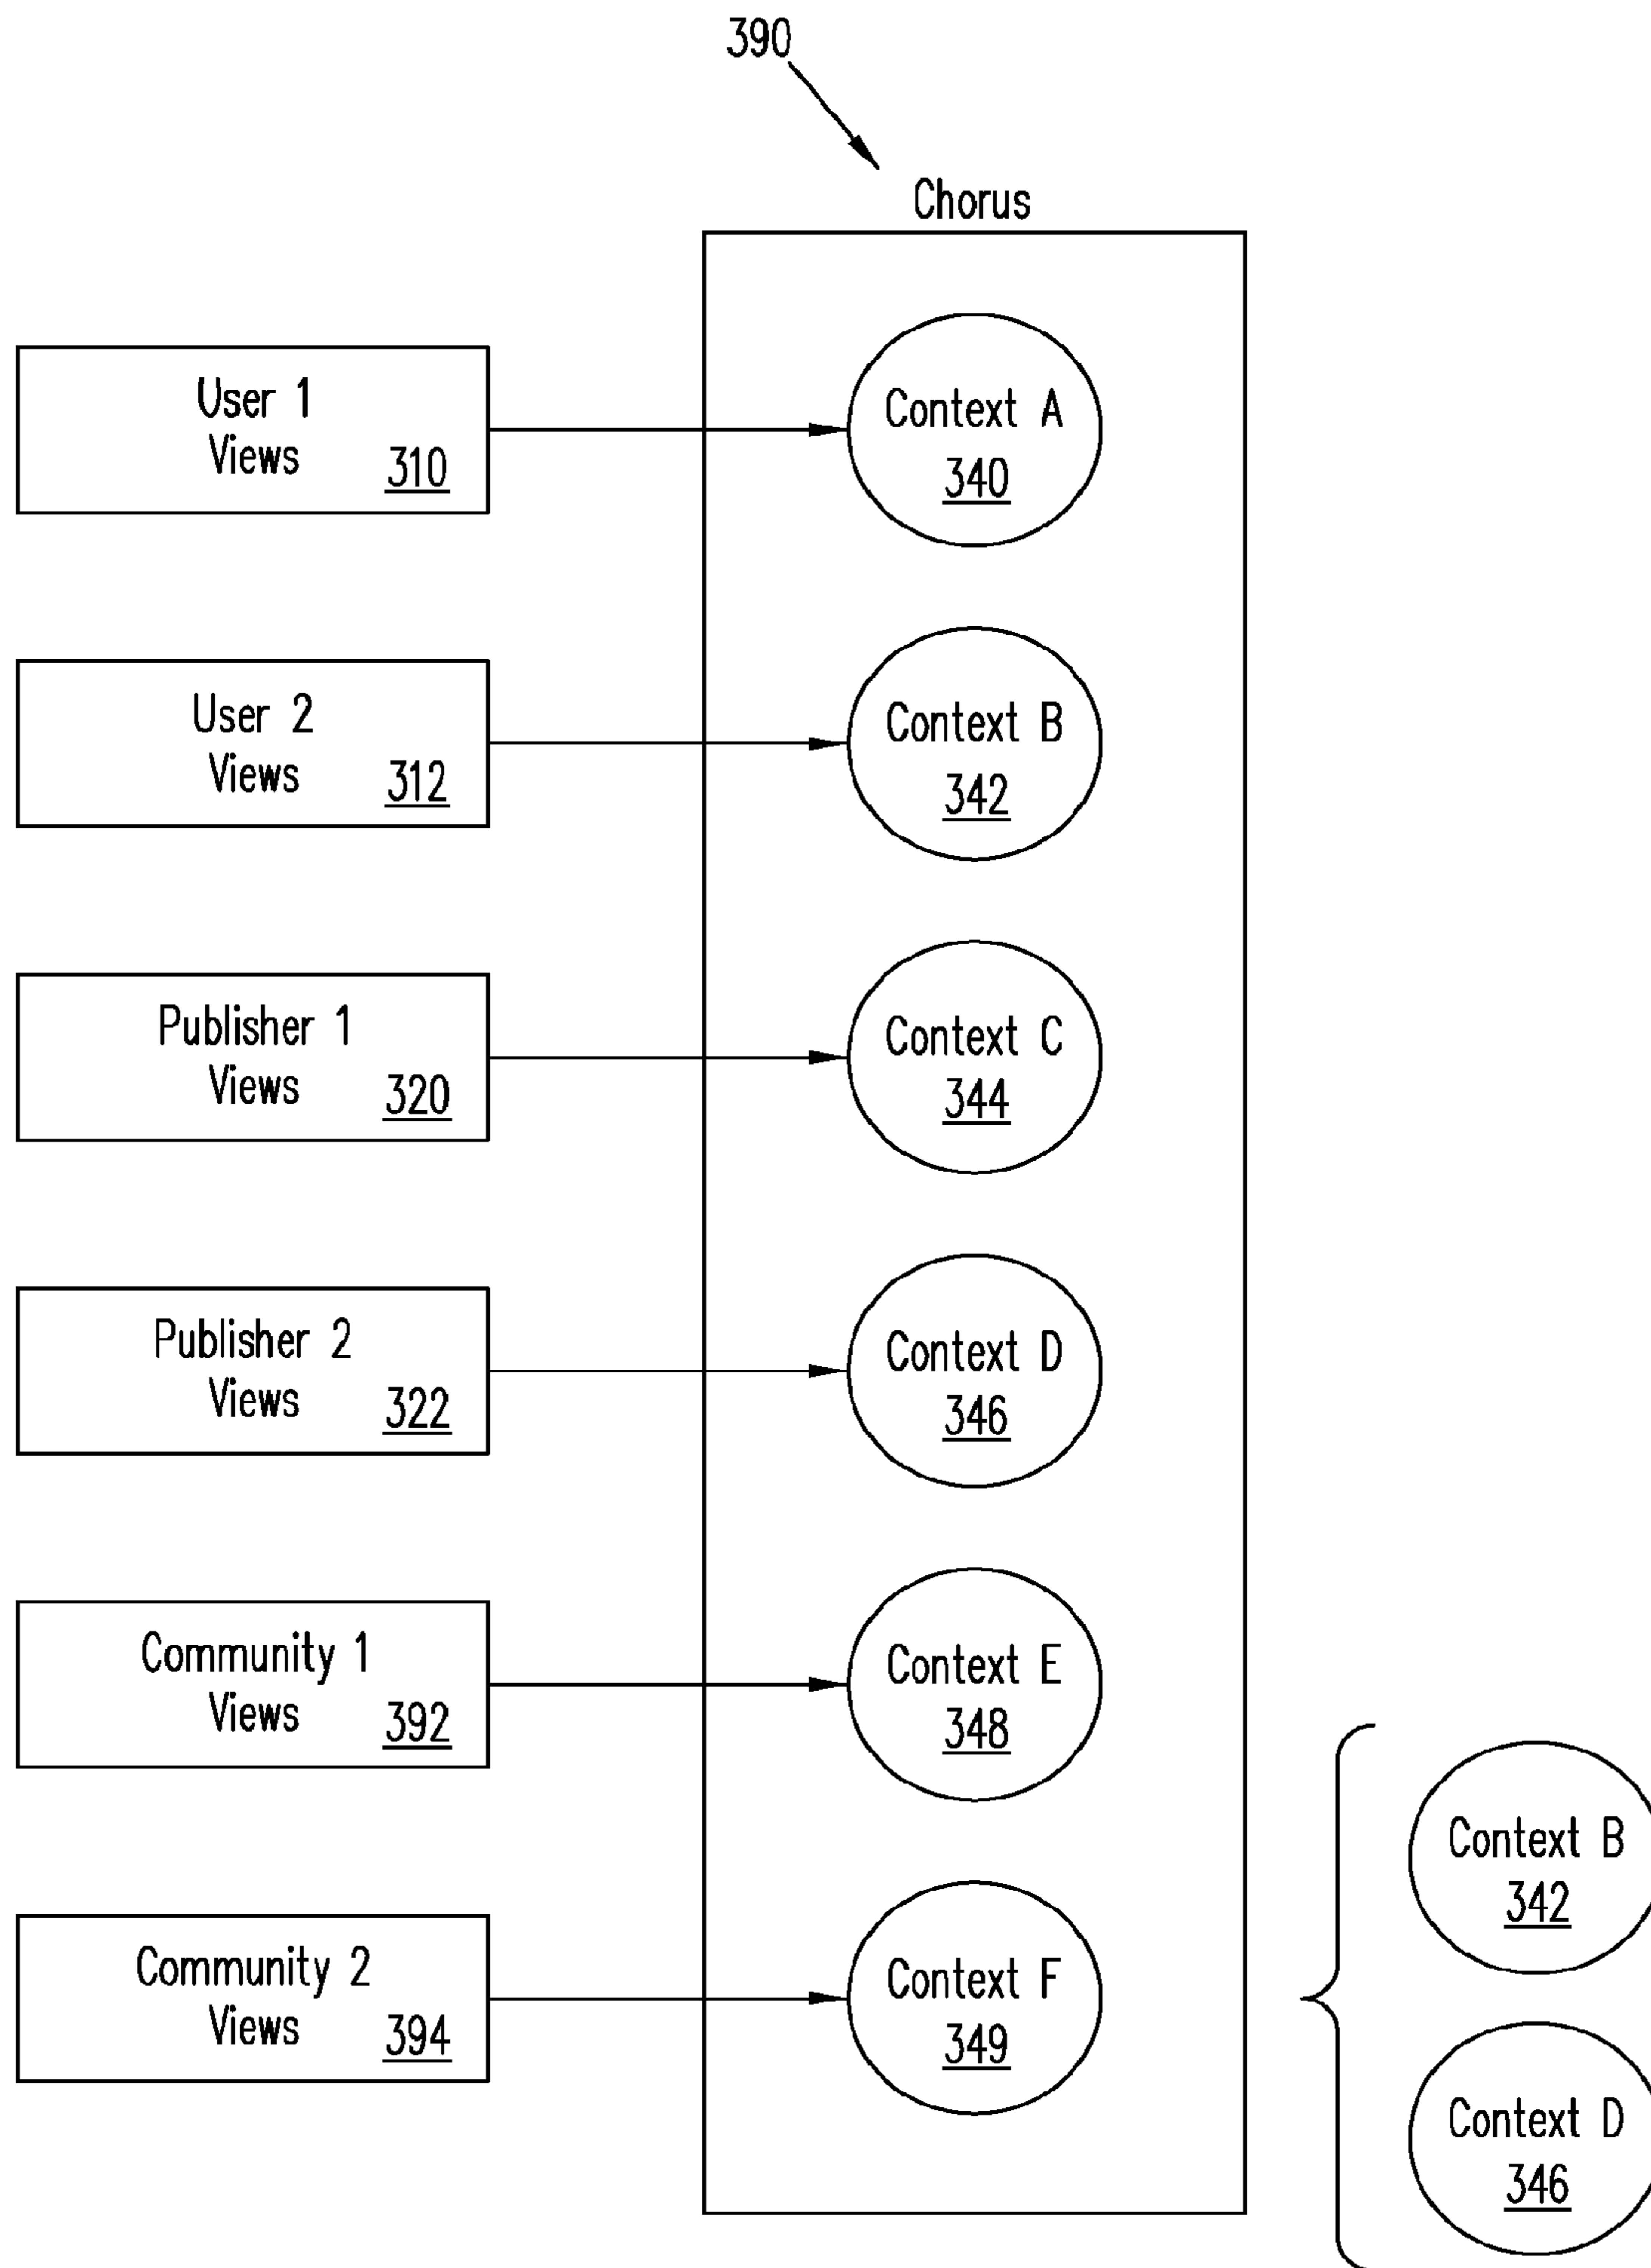 390
Chorus
User 1
Views 310
Context A
340
User 2
Views 312
Context B
342
Publisher 1
Views 320
Context C
344
Publisher 2
Views 322
Context D
346
Community 1
Views 392
Context E
348
Community 2
Views 394
Context F
349
Context B
342
Context D
346